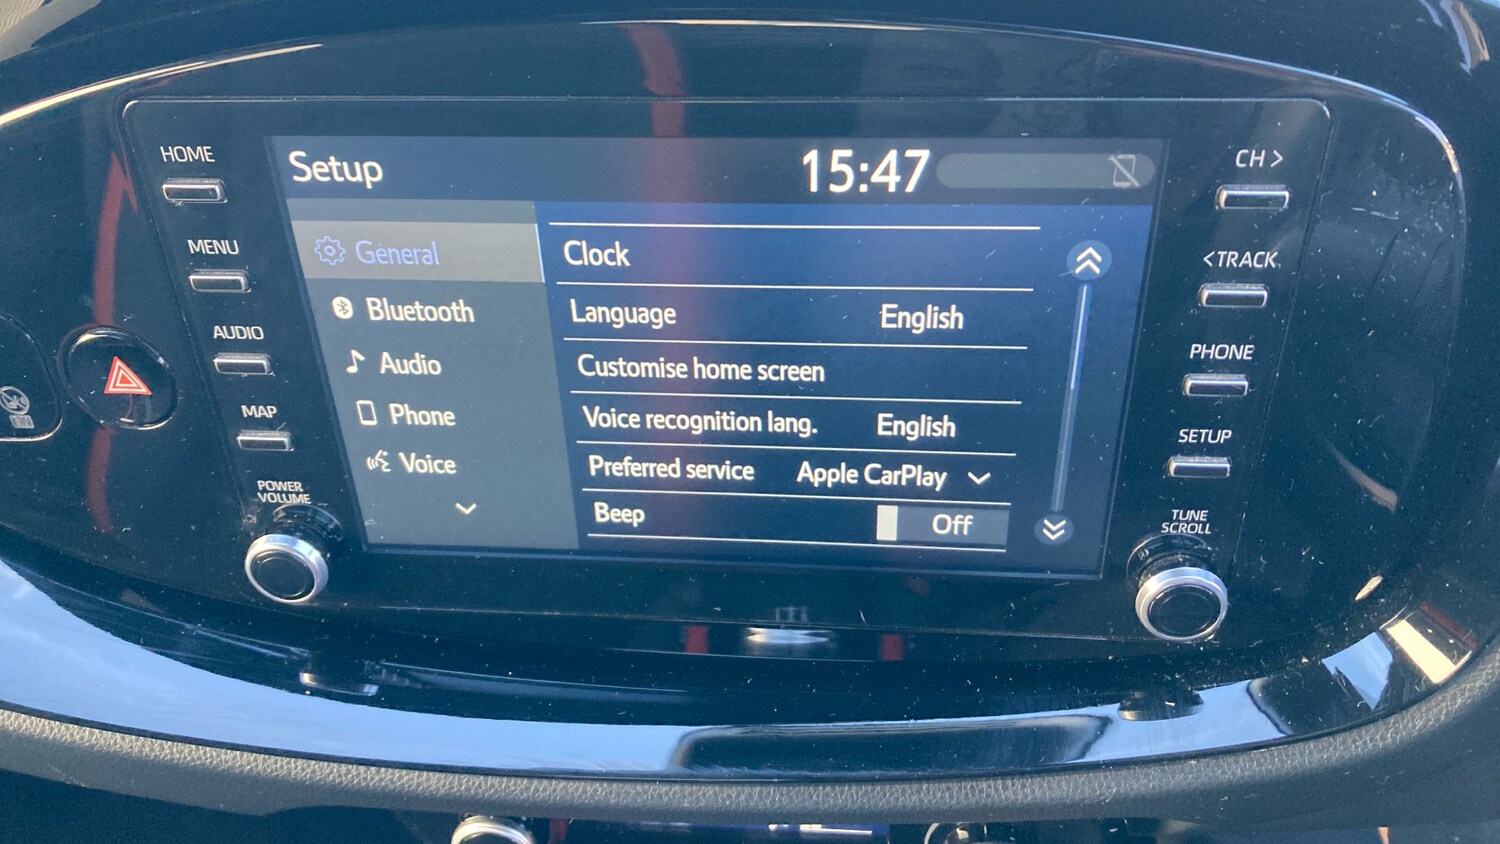 HOME
MENU
AUDIO
MAP
POWER
VOLUME
Setup
15:47
General
Bluetooth
Audio
Phone
Voice
Clock
Language English
Customise home screen
Voice recognition lang. English
Preferred service Apple CarPlay
Beep Off
CH >
< TRACK
PHONE
SETUP
TUNE
SCROLL